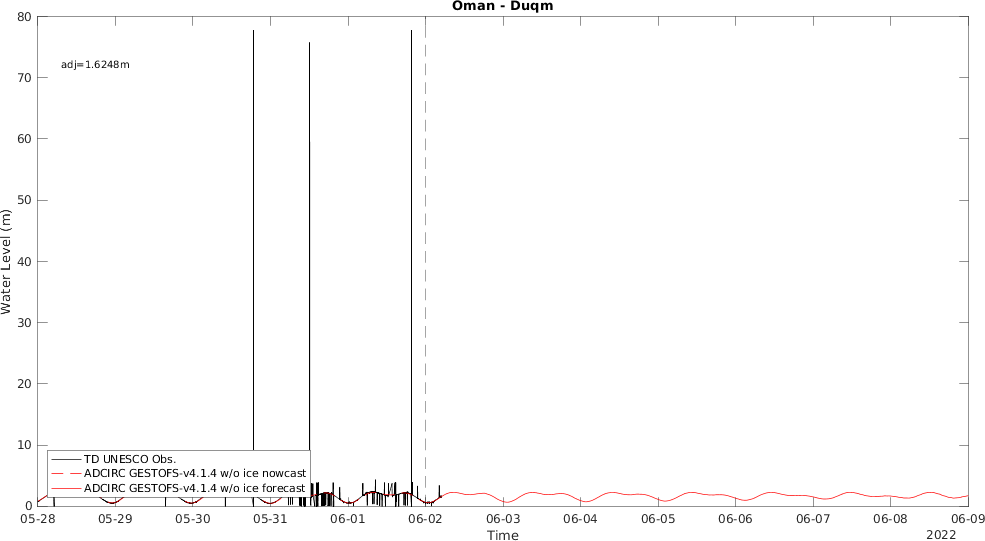 Oman - Duqm
80
adj=1.6248m
70
60
50
40
30
20
10
0
Water Level (m)
TD UNESCO Obs.
ADCIRC GESTOFS-v4.1.4 w/o ice nowcast
ADCIRC GESTOFS-v4.1.4 w/o ice forecast
05-28 05-29 05-30 05-31 06-01 06-02 06-03 06-04 06-05 06-06 06-07 06-08 06-09
Time
2022